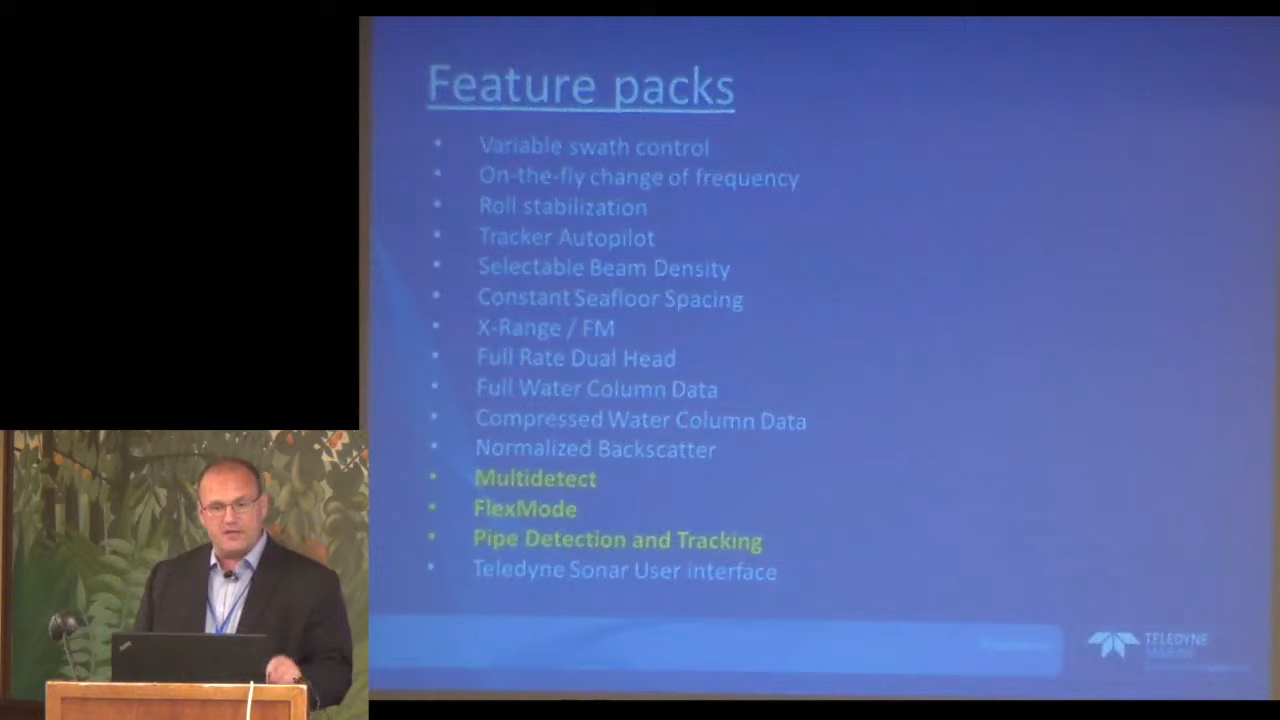 Feature packs
• Variable swath control
• On-the-fly change of frequency
• Roll stabilization
• Tracker Autopilot
• Selectable Beam Density
• Constant Seafloor Spacing
• X-Range / FM
• Full Rate Dual Head
• Full Water Column Data
• Compressed Water Column Data
• Normalized Backscatter
• Multidetect
• FlexMode
• Pipe Detection and Tracking
• Teledyne Sonar User interface
TELEDYNE
MARINE